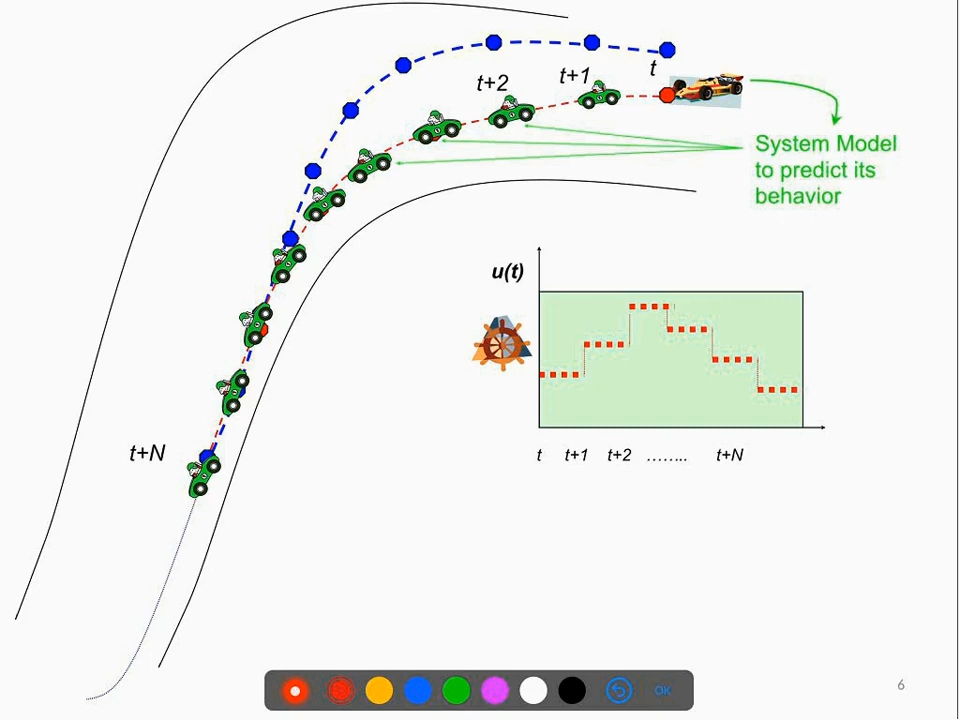 t
t+1
t+2
System Model
to predict its
behavior
u(t)
t+N
t t+1 t+2 ........ t+N
6
OK